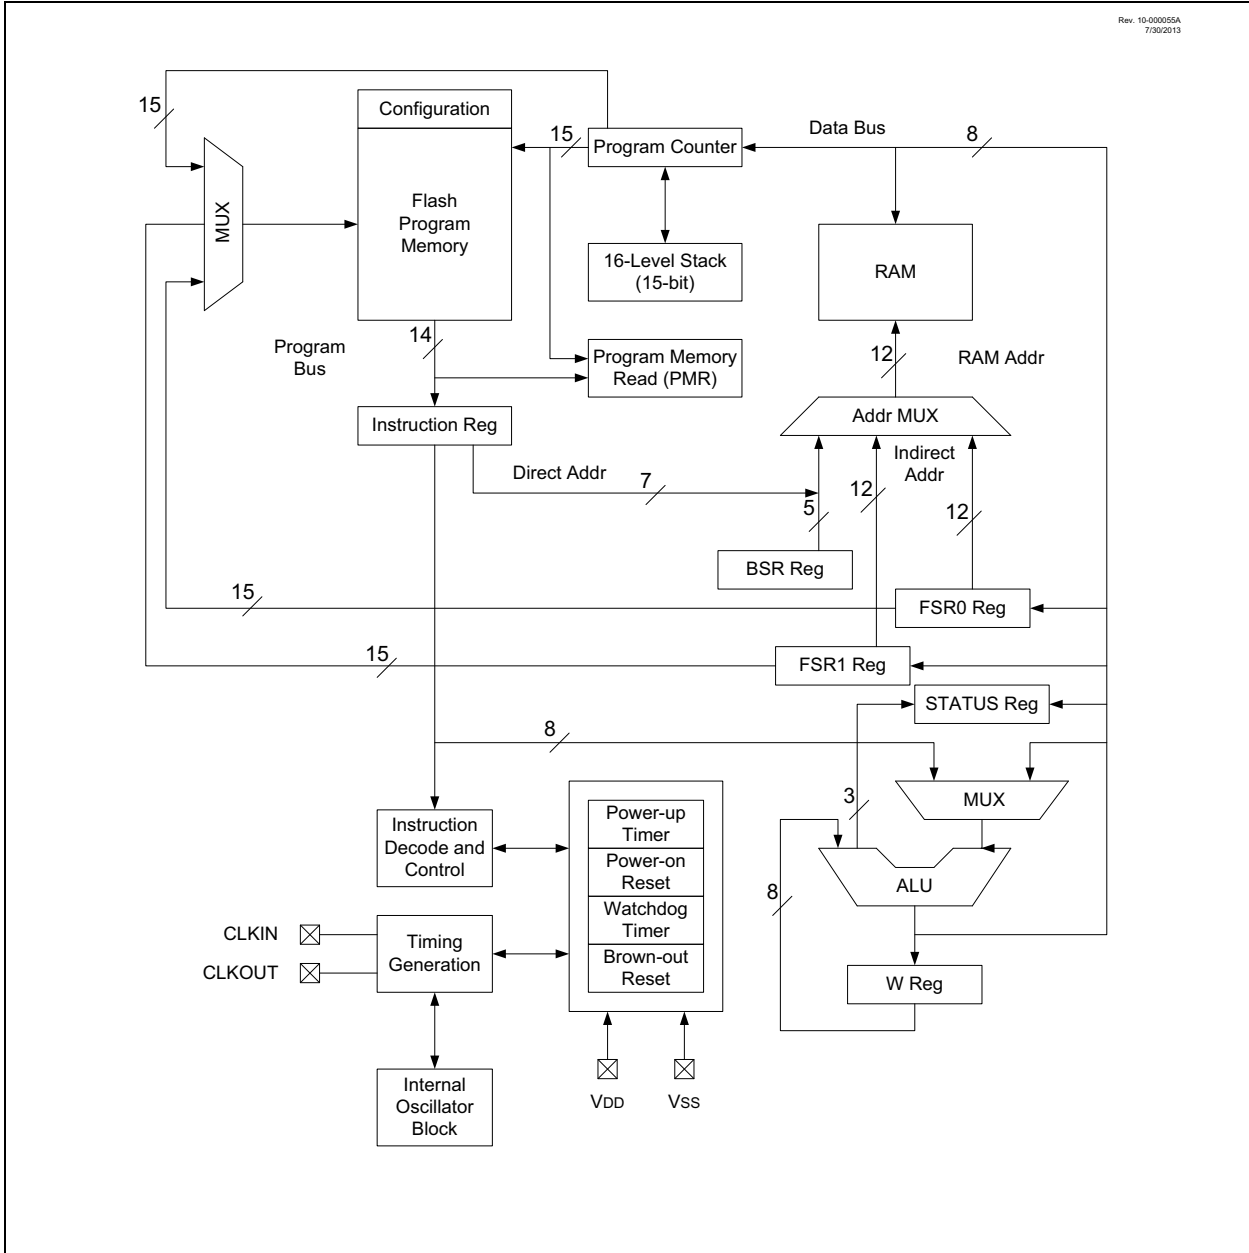 Rev. 10-000055A
7/30/2013
15
Configuration
15
Program Counter
Data Bus
8
MUX
Flash
Program
Memory
16-Level Stack
(15-bit)
RAM
Program
Bus
14
Program Memory
Read (PMR)
12
RAM Addr
Instruction Reg
Addr MUX
Direct Addr
7
Indirect
Addr
12
5
12
BSR Reg
15
FSR0 Reg
15
FSR1 Reg
STATUS Reg
8
3
MUX
Instruction
Decode and
Control
Power-up
Timer
Power-on
Reset
Watchdog
Timer
Brown-out
Reset
8
ALU
CLKIN
CLKOUT
Timing
Generation
W Reg
Internal
Oscillator
Block
VDD
VSS